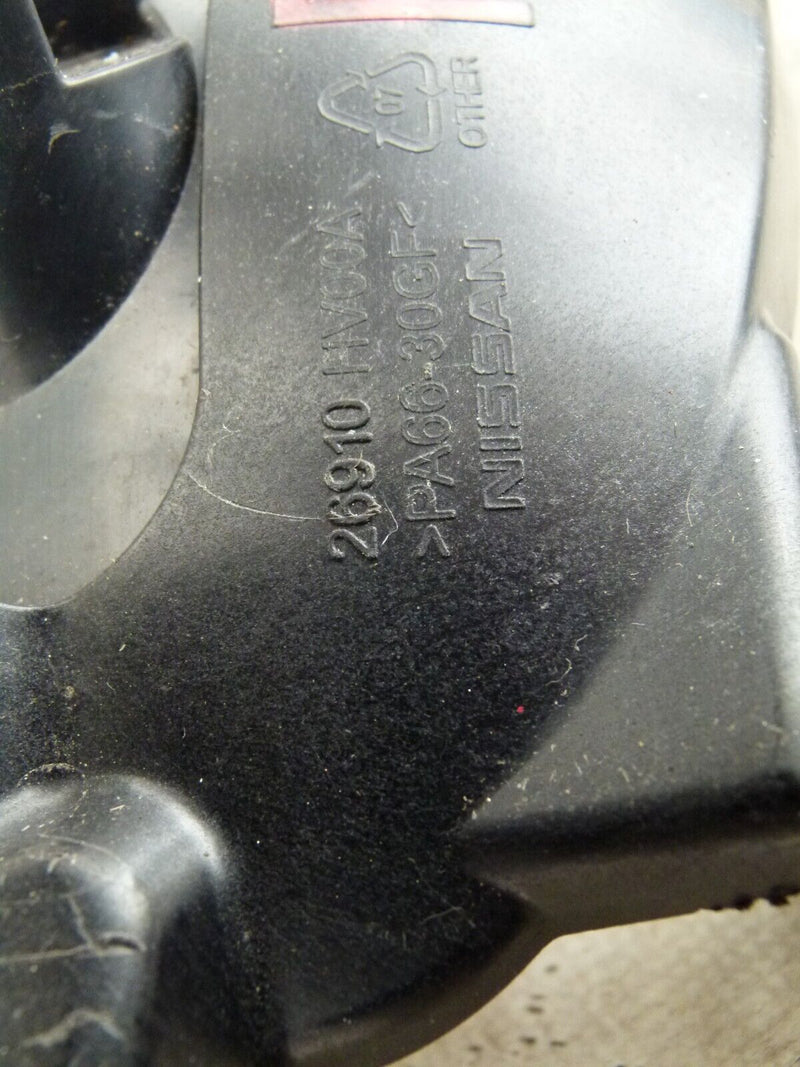 26910 HV00A
>PA66-30GF<
NISSAN
07
OTHER